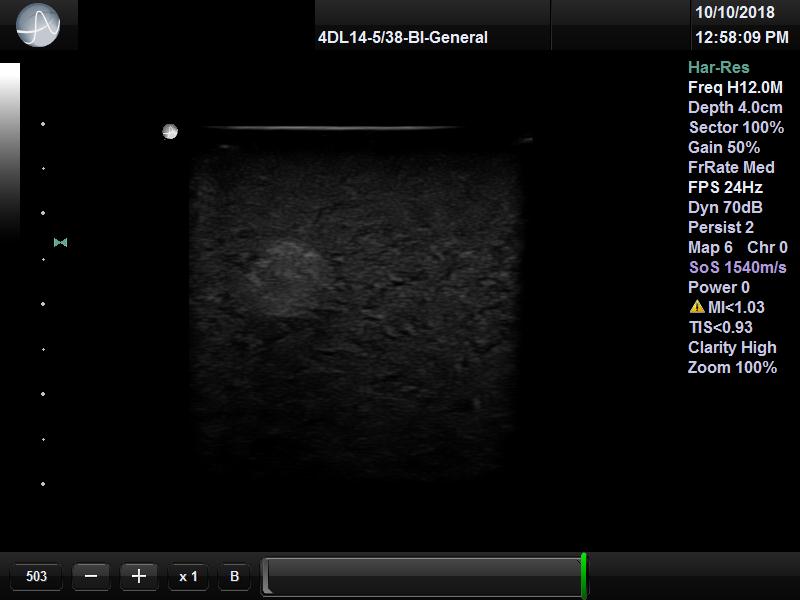 10/10/2018
4DL14-5/38-BI-General
12:58:09 PM
Har-Res
Freq H12.0M
Depth 4.0cm
Sector 100%
Gain 50%
FrRate Med
FPS 24Hz
Dyn 70dB
Persist 2
Map 6 Chr 0
SoS 1540m/s
Power 0
MI<1.03
TIS<0.93
Clarity High
Zoom 100%
503 − + x 1 B